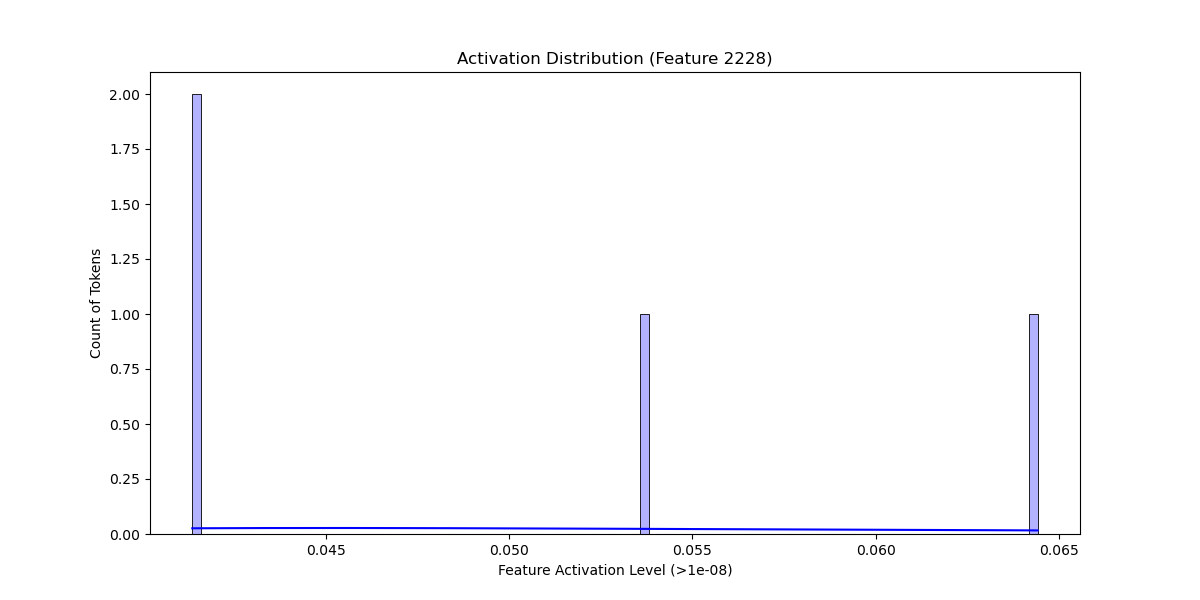 Activation Distribution (Feature 2228)
2.00
1.75
1.50
1.25
1.00
0.75
0.50
0.25
0.00
Count of Tokens
0.045 0.050 0.055 0.060 0.065
Feature Activation Level (>1e-08)